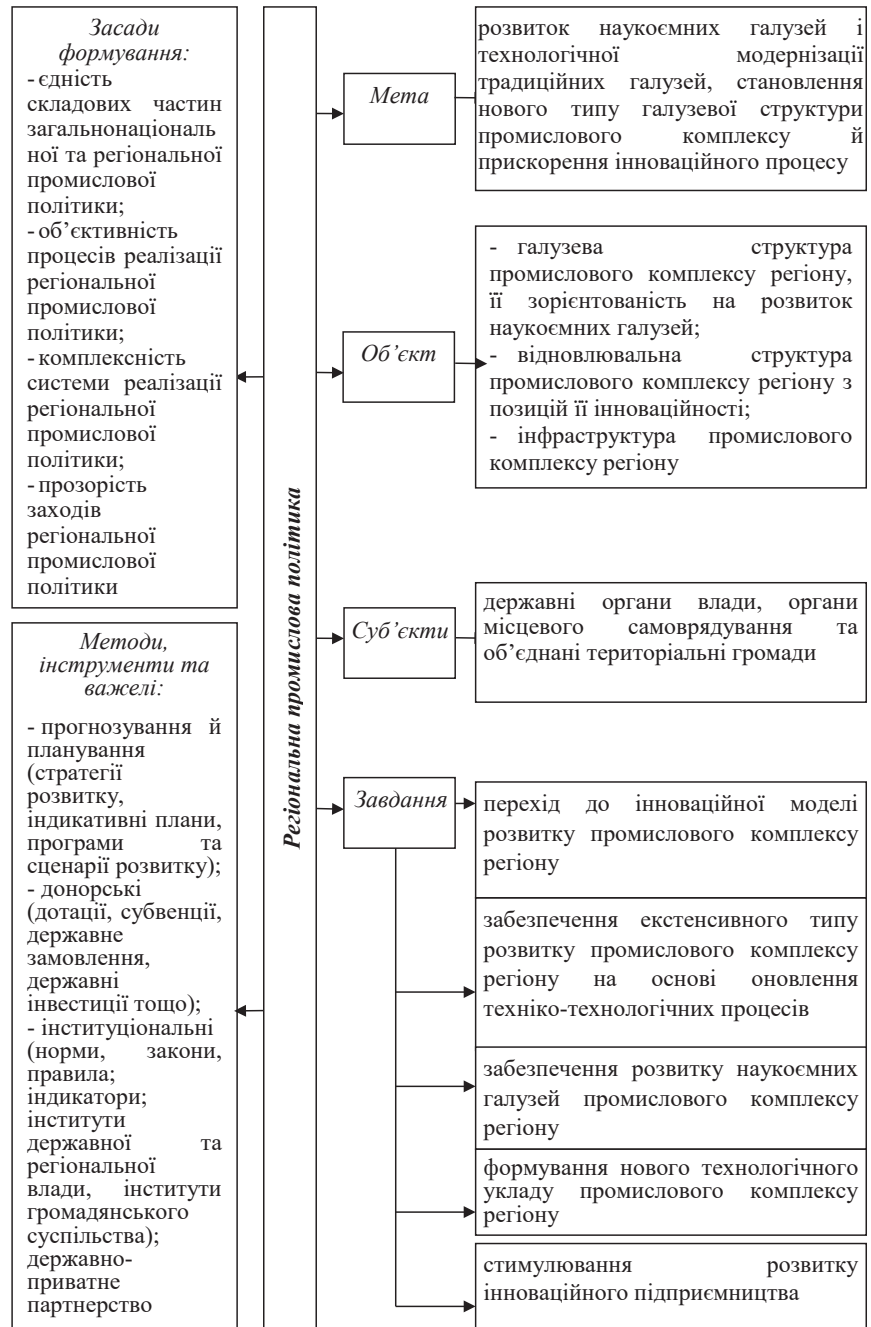 Засади
формування:
- єдність
складових частин
загальнонаціональ
ної та регіональної
промислової
політики;
- об’єктивність
процесів реалізації
регіональної
промислової
політики;
- комплексність
системи реалізації
регіональної
промислової
політики;
- прозорість
заходів
регіональної
промислової
політики
Методи,
інструменти та
важелі:
- прогнозування й
планування
(стратегії
розвитку,
індикативні плани,
програми та
сценарії розвитку);
- донорські
(дотації, субвенції,
державне
замовлення,
державні
інвестиції тощо);
- інституціональні
(норми, закони,
правила;
індикатори;
інститути
державної та
регіональної
влади, інститути
громадянського
суспільства);
державно-
приватне
партнерство
Регіональна промислова політика
Мета
розвиток наукоємних галузей і
технологічної модернізації
традиційних галузей, становлення
нового типу галузевої структури
промислового комплексу й
прискорення інноваційного процесу
Об’єкт
- галузева структура
промислового комплексу регіону,
її зорієнтованість на розвиток
наукоємних галузей;
- відновлювальна структура
промислового комплексу регіону з
позицій її інноваційності;
- інфраструктура промислового
комплексу регіону
Суб’єкти
державні органи влади, органи
місцевого самоврядування та
об’єднані територіальні громади
Завдання
перехід до інноваційної моделі
розвитку промислового комплексу
регіону
забезпечення екстенсивного типу
розвитку промислового комплексу
регіону на основі оновлення
техніко-технологічних процесів
забезпечення розвитку наукоємних
галузей промислового комплексу
регіону
формування нового технологічного
укладу промислового комплексу
регіону
стимулювання розвитку
інноваційного підприємництва